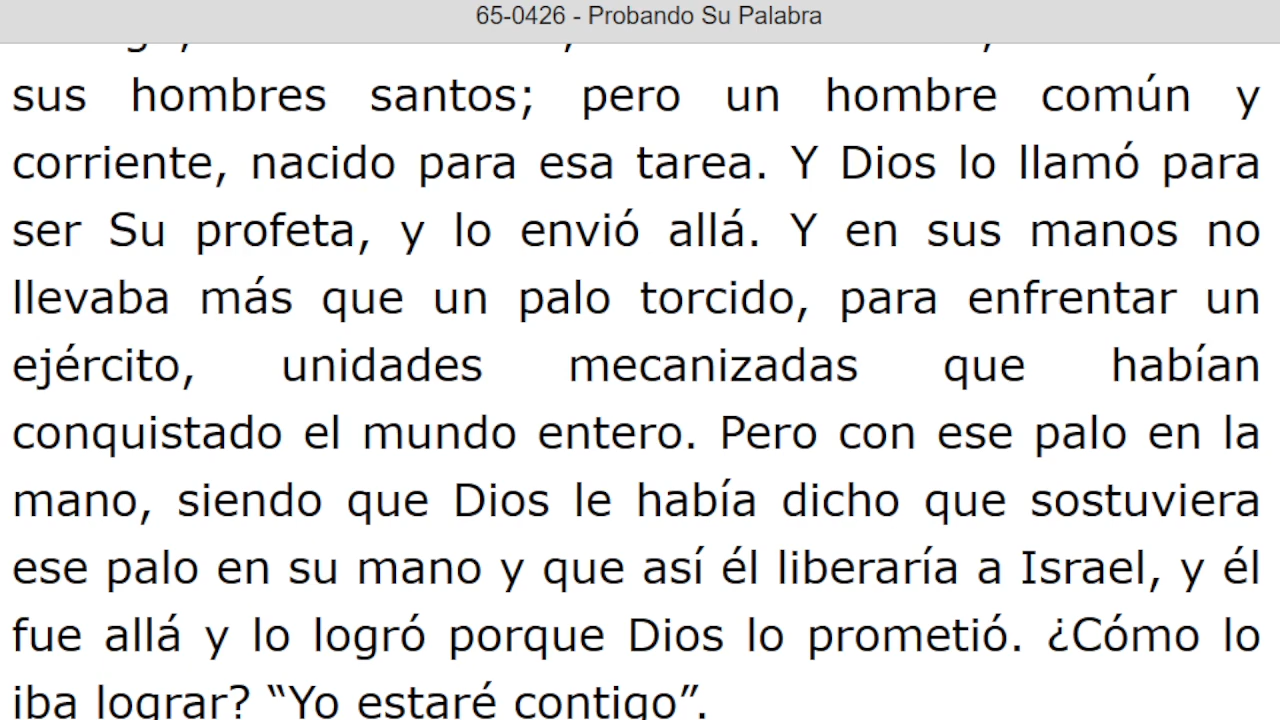 65-0426 - Probando Su Palabra
sus hombres santos; pero un hombre común y
corriente, nacido para esa tarea. Y Dios lo llamó para
ser Su profeta, y lo envió allá. Y en sus manos no
llevaba más que un palo torcido, para enfrentar un
ejército, unidades mecanizadas que habían
conquistado el mundo entero. Pero con ese palo en la
mano, siendo que Dios le había dicho que sostuviera
ese palo en su mano y que así él liberaría a Israel, y él
fue allá y lo logró porque Dios lo prometió. ¿Cómo lo
iba lograr? “Yo estaré contigo”.